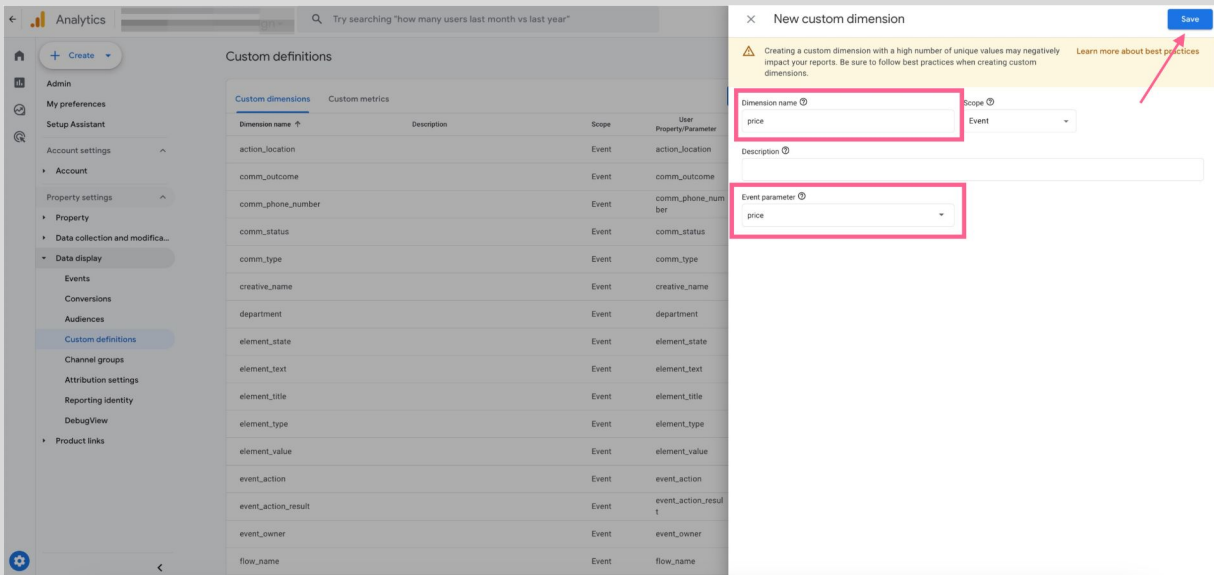 Analytics
Try searching "how many users last month vs last year"
Create
Admin
My preferences
Setup Assistant
Account settings
Account
Property settings
Property
Data collection and modifica...
Data display
Events
Conversions
Audiences
Custom definitions
Channel groups
Attribution settings
Reporting identity
DebugView
Product links
Custom definitions
Custom dimensions Custom metrics
Dimension name Description Scope User Property/Parameter
action_location Event action_location
comm_outcome Event comm_outcome
comm_phone_number Event comm_phone_num
ber
comm_status Event comm_status
comm_type Event comm_type
creative_name Event creative_name
department Event department
element_state Event element_state
element_text Event element_text
element_title Event element_title
element_type Event element_type
element_value Event element_value
event_action Event event_action
event_action_result Event event_action_resul
t
event_owner Event event_owner
flow_name Event flow_name
New custom dimension
Save
Creating a custom dimension with a high number of unique values may negatively
impact your reports. Be sure to follow best practices when creating custom
dimensions.
Learn more about best practices
Dimension name Scope
price Event
Description
Event parameter
price